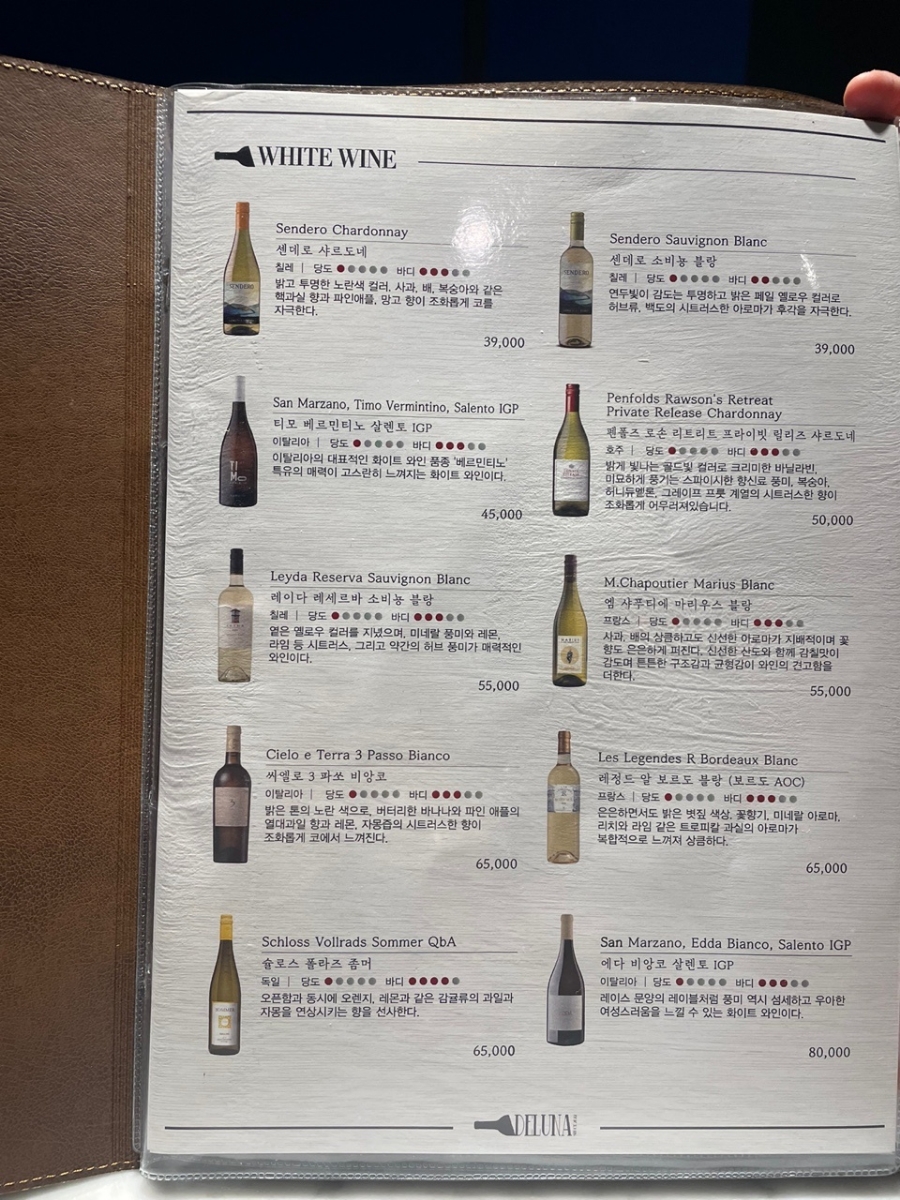 WHITE WINE
Sendero Chardonnay
센데로 샤르도네
칠레 | 당도 바디
밝고 투명한 노란색 컬러, 사과, 배, 복숭아와 같은
핵과실 향과 파인애플, 망고 향이 조화롭게 코를
자극한다.
39,000
Sendero Sauvignon Blanc
센데로 소비뇽 블랑
칠레 | 당도 바디
연두빛이 감도는 투명하고 밝은 페일 옐로우 컬러로
허브류, 백도의 시트러스한 아로마가 후각을 자극한다.
39,000
San Marzano, Timo Vermintino, Salento IGP
티모 베르민티노 살렌토 IGP
이탈리아 | 당도 바디
이탈리아의 대표적인 화이트 와인 품종 '베르민티노'
특유의 매력이 고스란히 느껴지는 화이트 와인이다.
45,000
Penfolds Rawson's Retreat
Private Release Chardonnay
펜폴즈 로손 리트리트 프라이빗 릴리즈 샤르도네
호주 | 당도 바디
밝게 빛나는 골드빛 컬러로 크리미한 바닐라빈,
미묘하게 풍기는 스파이시한 향신료 풍미, 복숭아,
허니듀멜론, 그레이프 프룻 계열의 시트러스한 향이
조화롭게 어우러져있습니다.
50,000
Leyda Reserva Sauvignon Blanc
레이다 레세르바 소비뇽 블랑
칠레 | 당도 바디
옅은 옐로우 컬러를 지녔으며, 미네랄 풍미와 레몬,
라임 등 시트러스, 그리고 약간의 허브 풍미가 매력적인
와인이다.
55,000
M.Chapoutier Marius Blanc
엠 샤푸티에 마리우스 블랑
프랑스 | 당도 바디
사과, 배의 상큼하고도 신선한 아로마가 지배적이며 꽃
향도 은은하게 퍼진다. 신선한 산도와 함께 감칠맛이
감도며 튼튼한 구조감과 균형감이 와인의 견고함을
더한다.
55,000
Cielo e Terra 3 Passo Bianco
씨엘로 3 파쏘 비앙코
이탈리아 | 당도 바디
밝은 톤의 노란 색으로, 버터리한 바나나와 파인 애플의
열대과일 향과 레몬, 자몽즙의 시트러스한 향이
조화롭게 코에서 느껴진다.
65,000
Les Legendes R Bordeaux Blanc
레정드 알 보르도 블랑 (보르도 AOC)
프랑스 | 당도 바디
은은하면서도 밝은 볏짚 색상, 꽃향기, 미네랄 아로마,
리치와 라임 같은 트로피칼 과실의 아로마가
복합적으로 느껴져 상큼하다.
65,000
Schloss Vollrads Sommer QbA
슐로스 폴라즈 좀머
독일 | 당도 바디
오픈함과 동시에 오렌지, 레몬과 같은 감귤류의 과일과
자몽을 연상시키는 향을 선사한다.
65,000
San Marzano, Edda Bianco, Salento IGP
에다 비앙코 살렌토 IGP
이탈리아 | 당도 바디
레이스 문양의 레이블처럼 풍미 역시 섬세하고 우아한
여성스러움을 느낄 수 있는 화이트 와인이다.
80,000
DELUNA